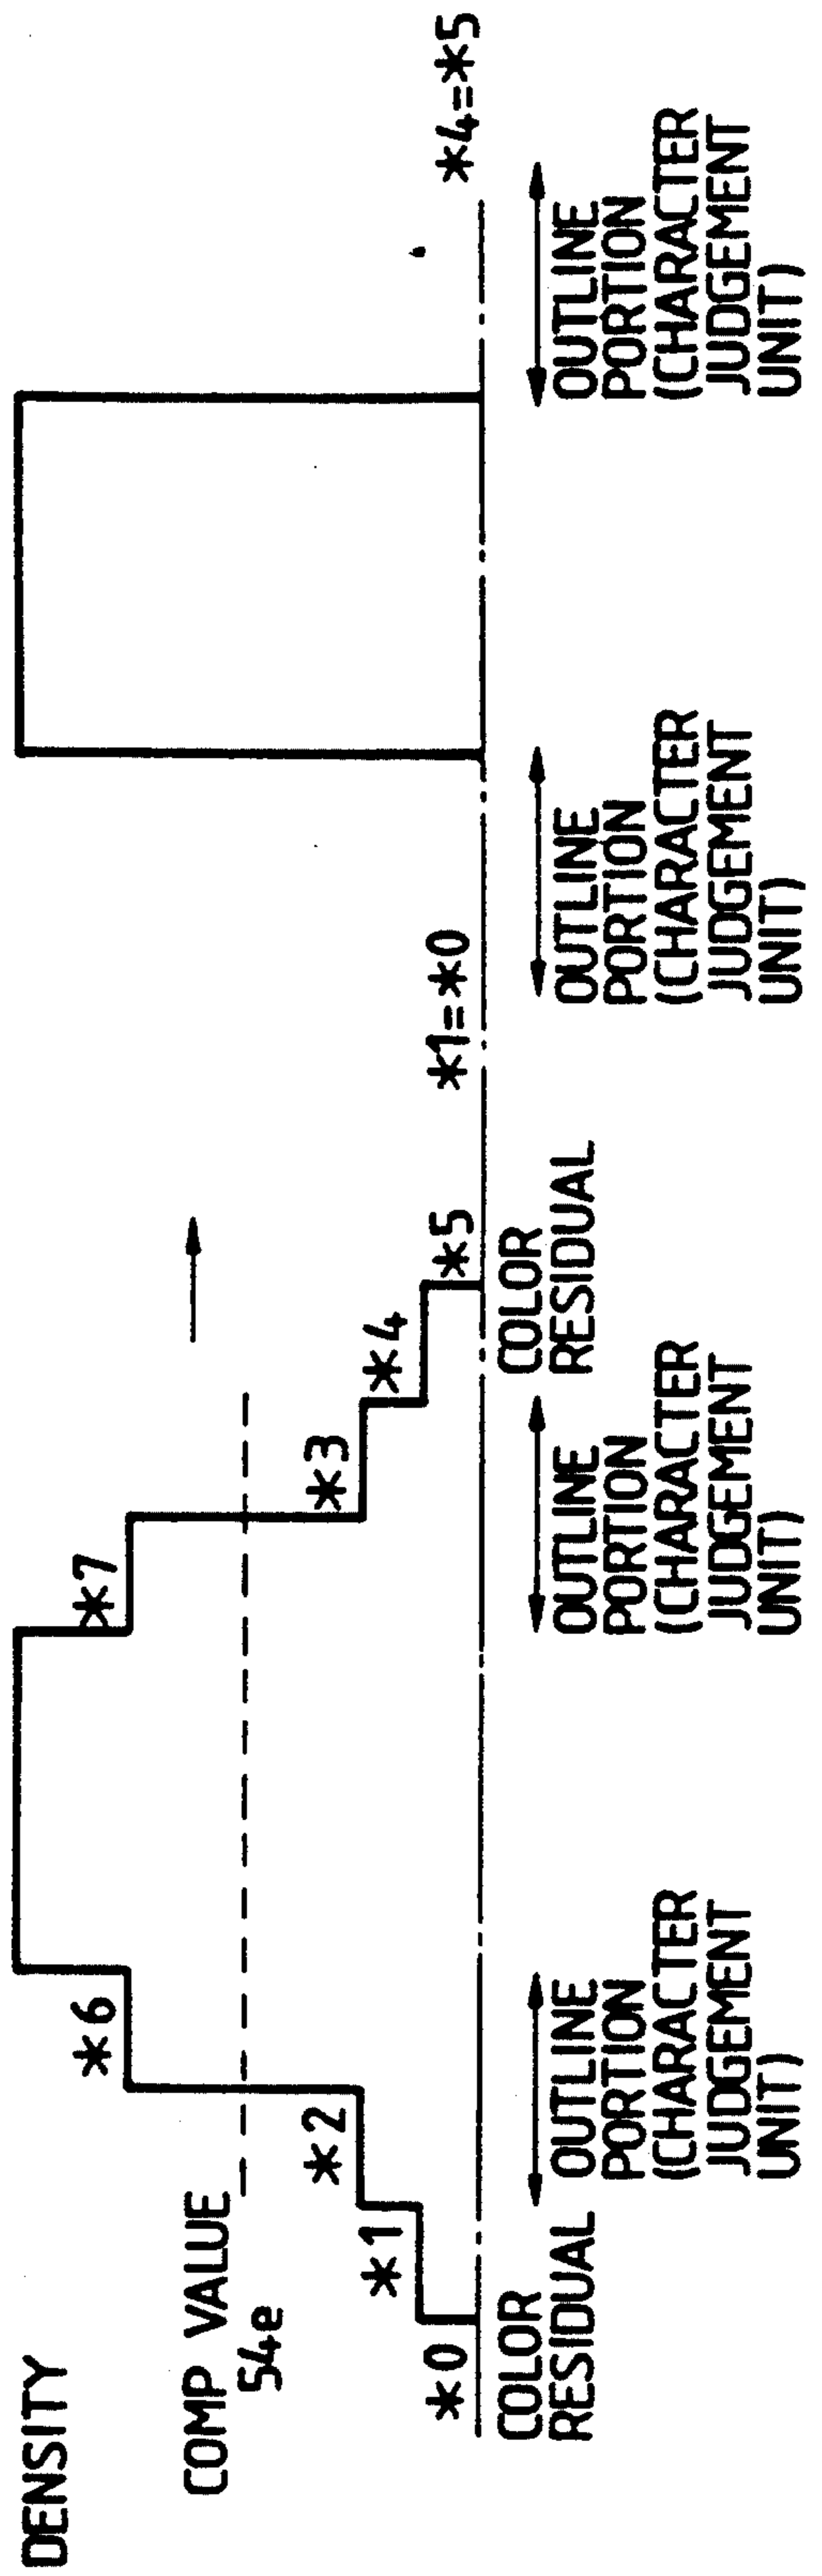 DENSITY
COMP VALUE
54e
*0
*1
*2
*6
*7
*3
*4
*5
*1=*0
*4=*5
COLOR
RESIDUAL
OUTLINE
PORTION
(CHARACTER
JUDGEMENT
UNIT)
OUTLINE
PORTION
(CHARACTER
JUDGEMENT
UNIT)
COLOR
RESIDUAL
OUTLINE
PORTION
(CHARACTER
JUDGEMENT
UNIT)
OUTLINE
PORTION
(CHARACTER
JUDGEMENT
UNIT)